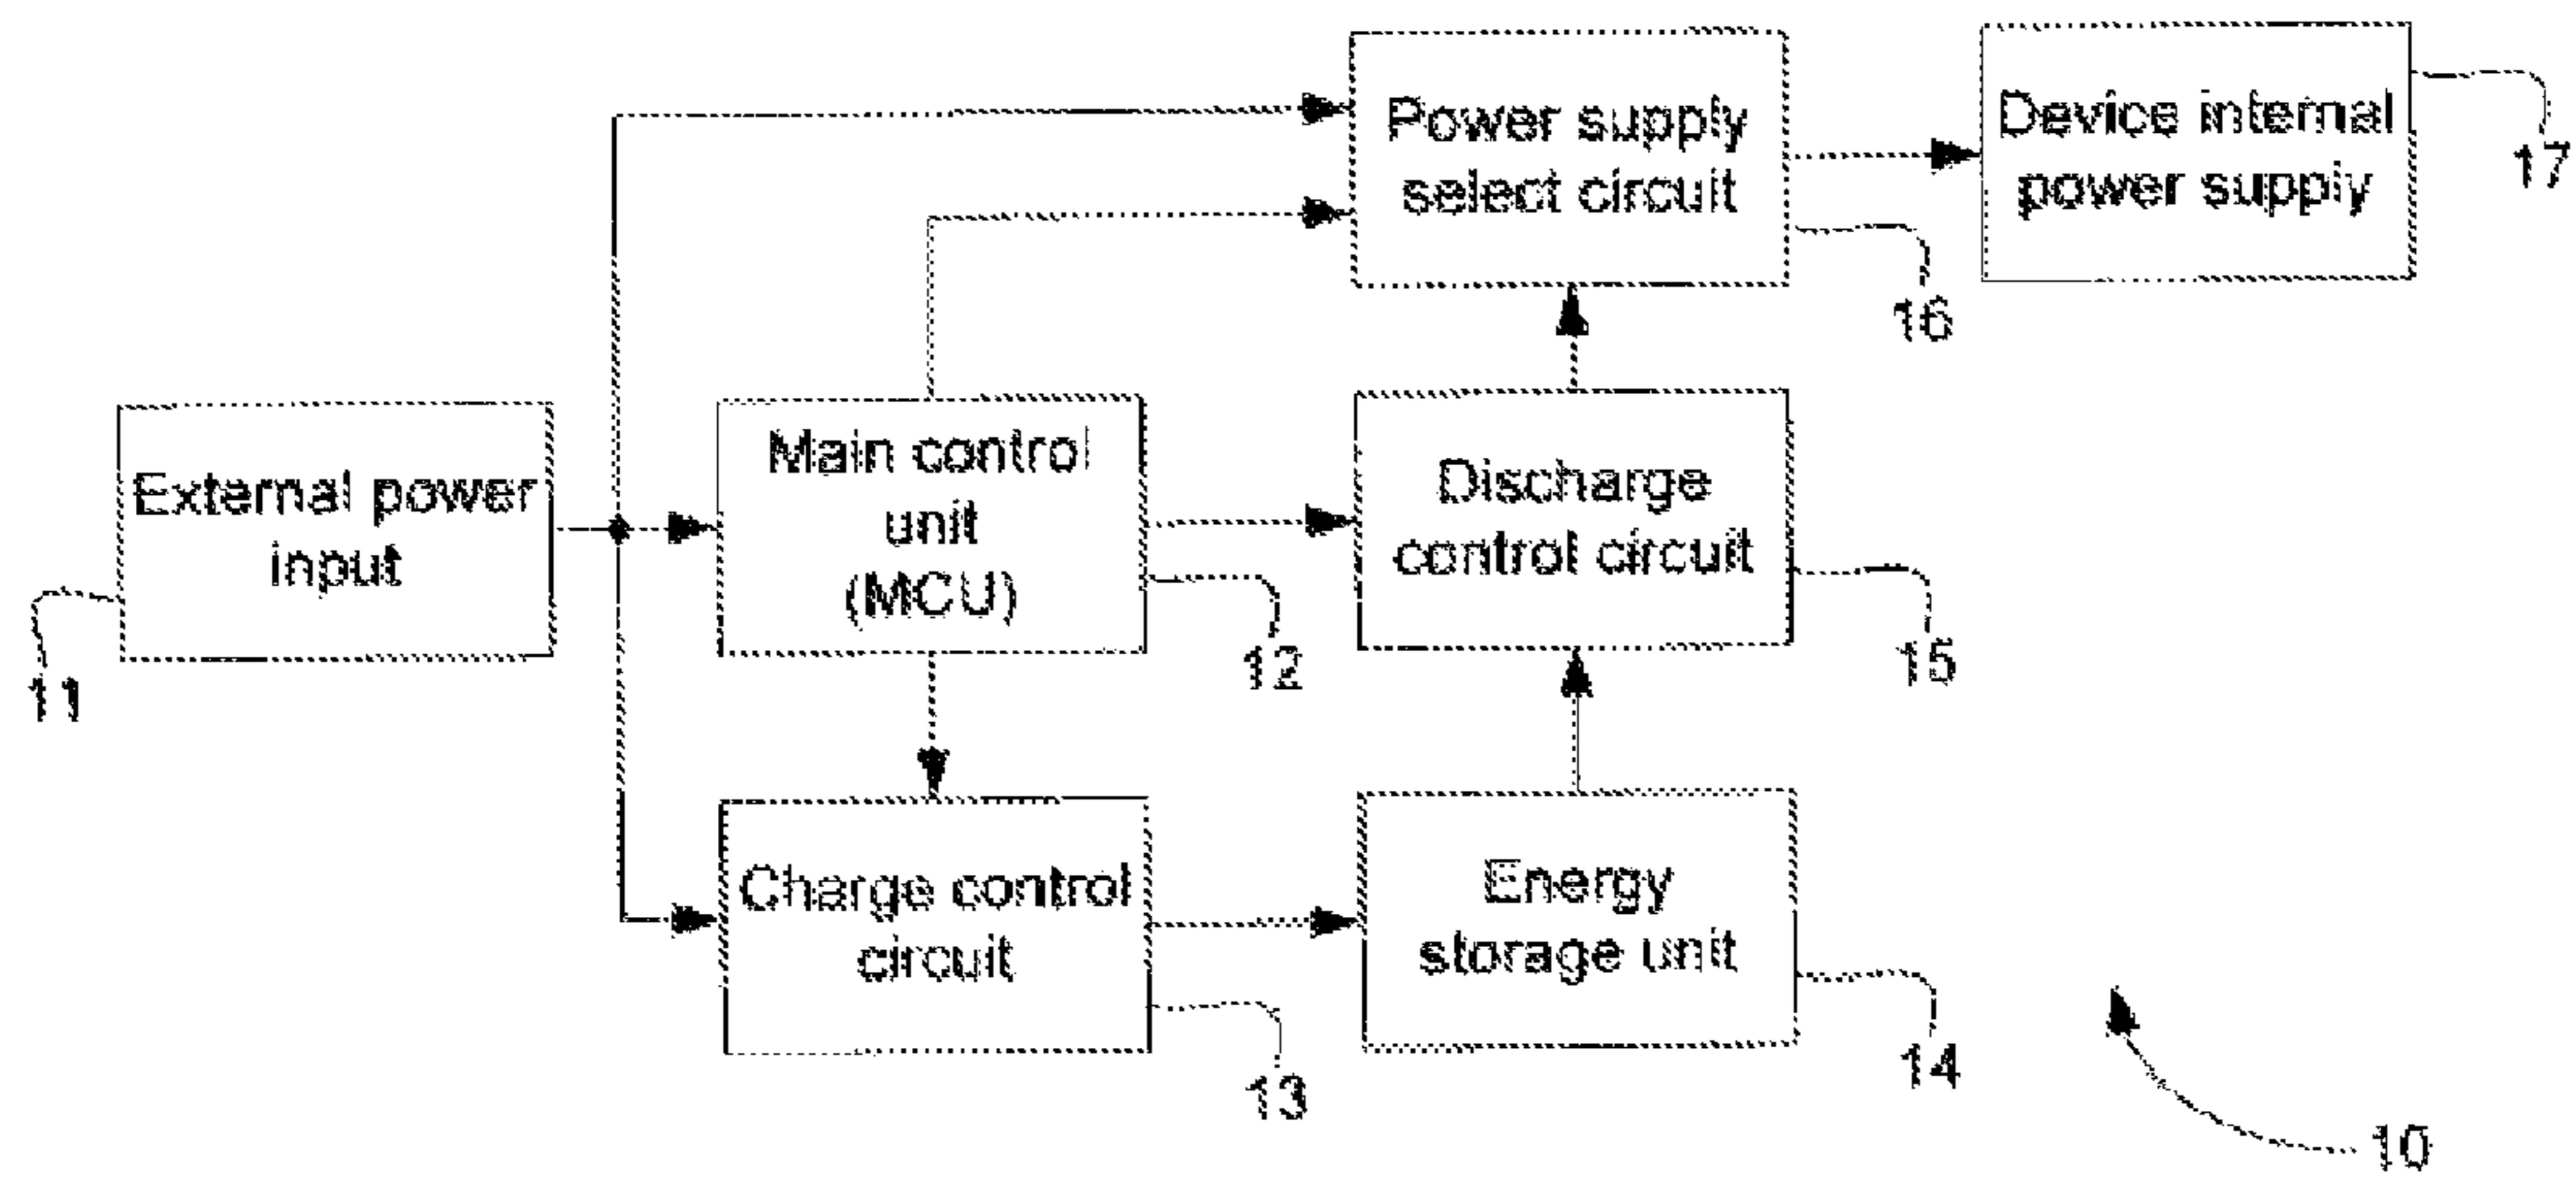 Power supply
select circuit
16
Device internal
power supply
17
External power
input
11
Main control
unit
(MCU)
12
Discharge
control circuit
15
Charge control
circuit
13
Energy
storage unit
14
10